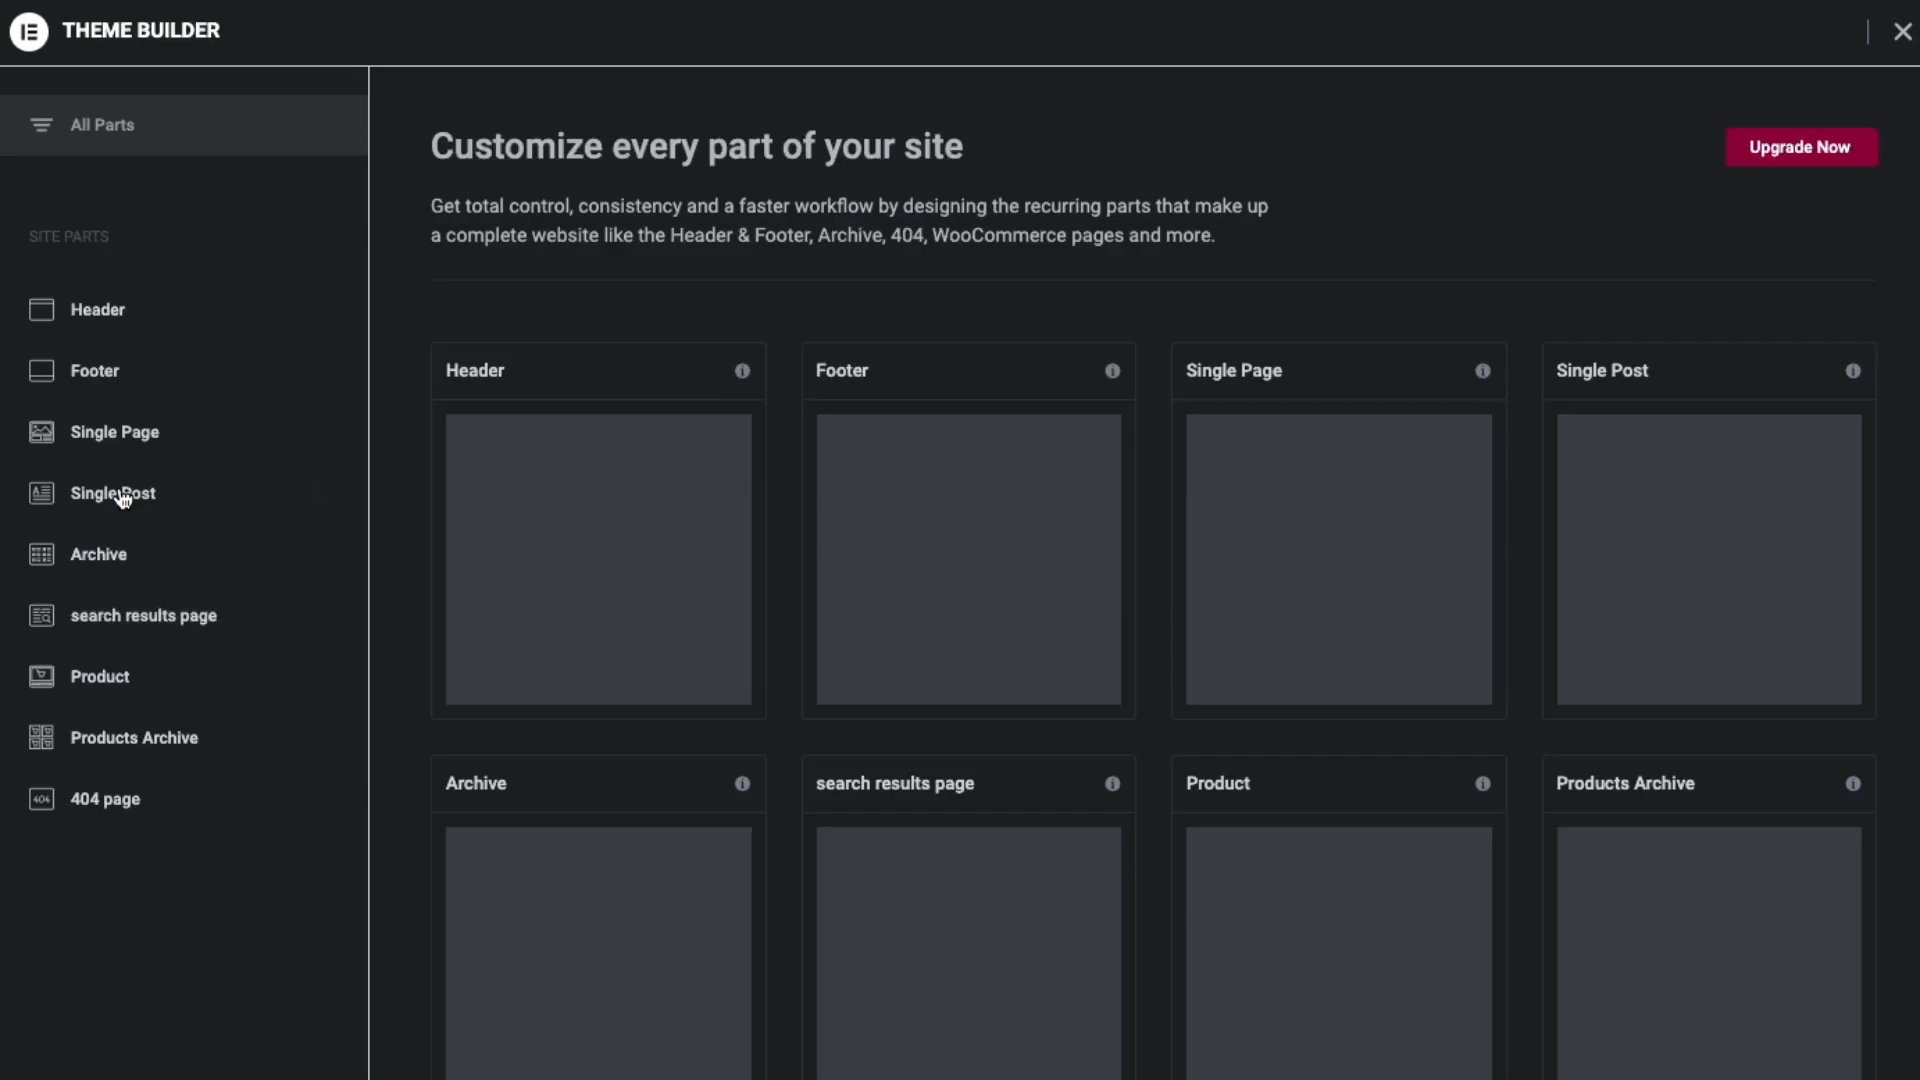 THEME BUILDER
All Parts
SITE PARTS
Header
Footer
Single Page
Single Post
Archive
search results page
Product
Products Archive
404 page
Customize every part of your site
Upgrade Now
Get total control, consistency and a faster workflow by designing the recurring parts that make up
a complete website like the Header & Footer, Archive, 404, WooCommerce pages and more.
Header
Footer
Single Page
Single Post
Archive
search results page
Product
Products Archive